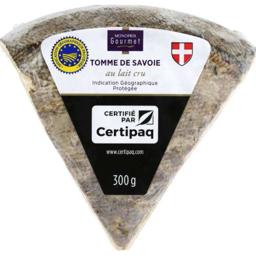 MONOPRIX
Gourmet
TOMME DE SAVOIE
au lait cru
Indication Géographique
Protégée
CERTIFIÉ
PAR
Certipaq
www.certipaq.com
300 g